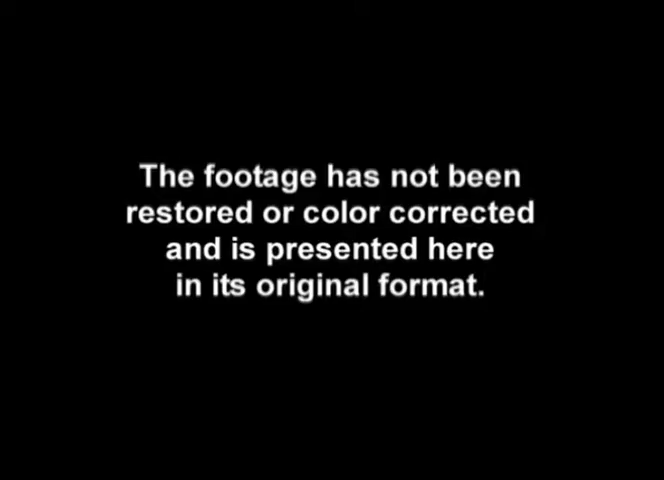 The footage has not been
restored or color corrected
and is presented here
in its original format.